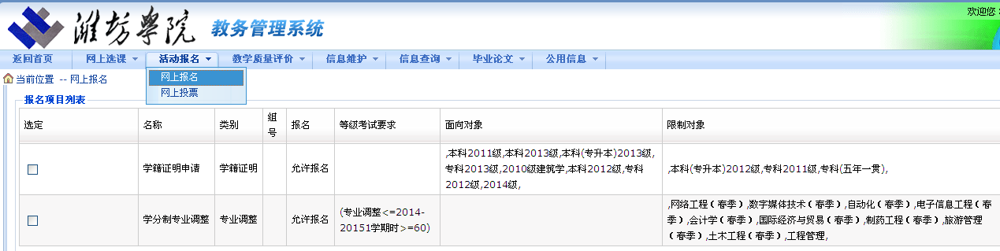 潍坊学院 教务管理系统 欢迎您：
返回首页 网上选课 活动报名 教学质量评价 信息维护 信息查询 毕业论文 公用信息
当前位置 -- 网上报名
网上报名
网上投票
报名项目列表
选定 名称 类别 组号 报名 等级考试要求 面向对象 限制对象
学籍证明申请 学籍证明 允许报名
,本科2011级,本科2013级,本科(专升本)2013级,
专科2013级,2010级建筑学,本科2012级,专科
2012级,2014级,
,本科(专升本)2012级,专科2011级,专科(五年一贯),
学分制专业调整 专业调整 允许报名
(专业调整<=2014-
20151学期时>=60)
,网络工程（春季）,数字媒体技术（春季）,自动化（春季）,电子信息工程（春
季）,会计学（春季）,国际经济与贸易（春季）,制药工程（春季）,旅游管理
（春季）,土木工程（春季）,工程管理,